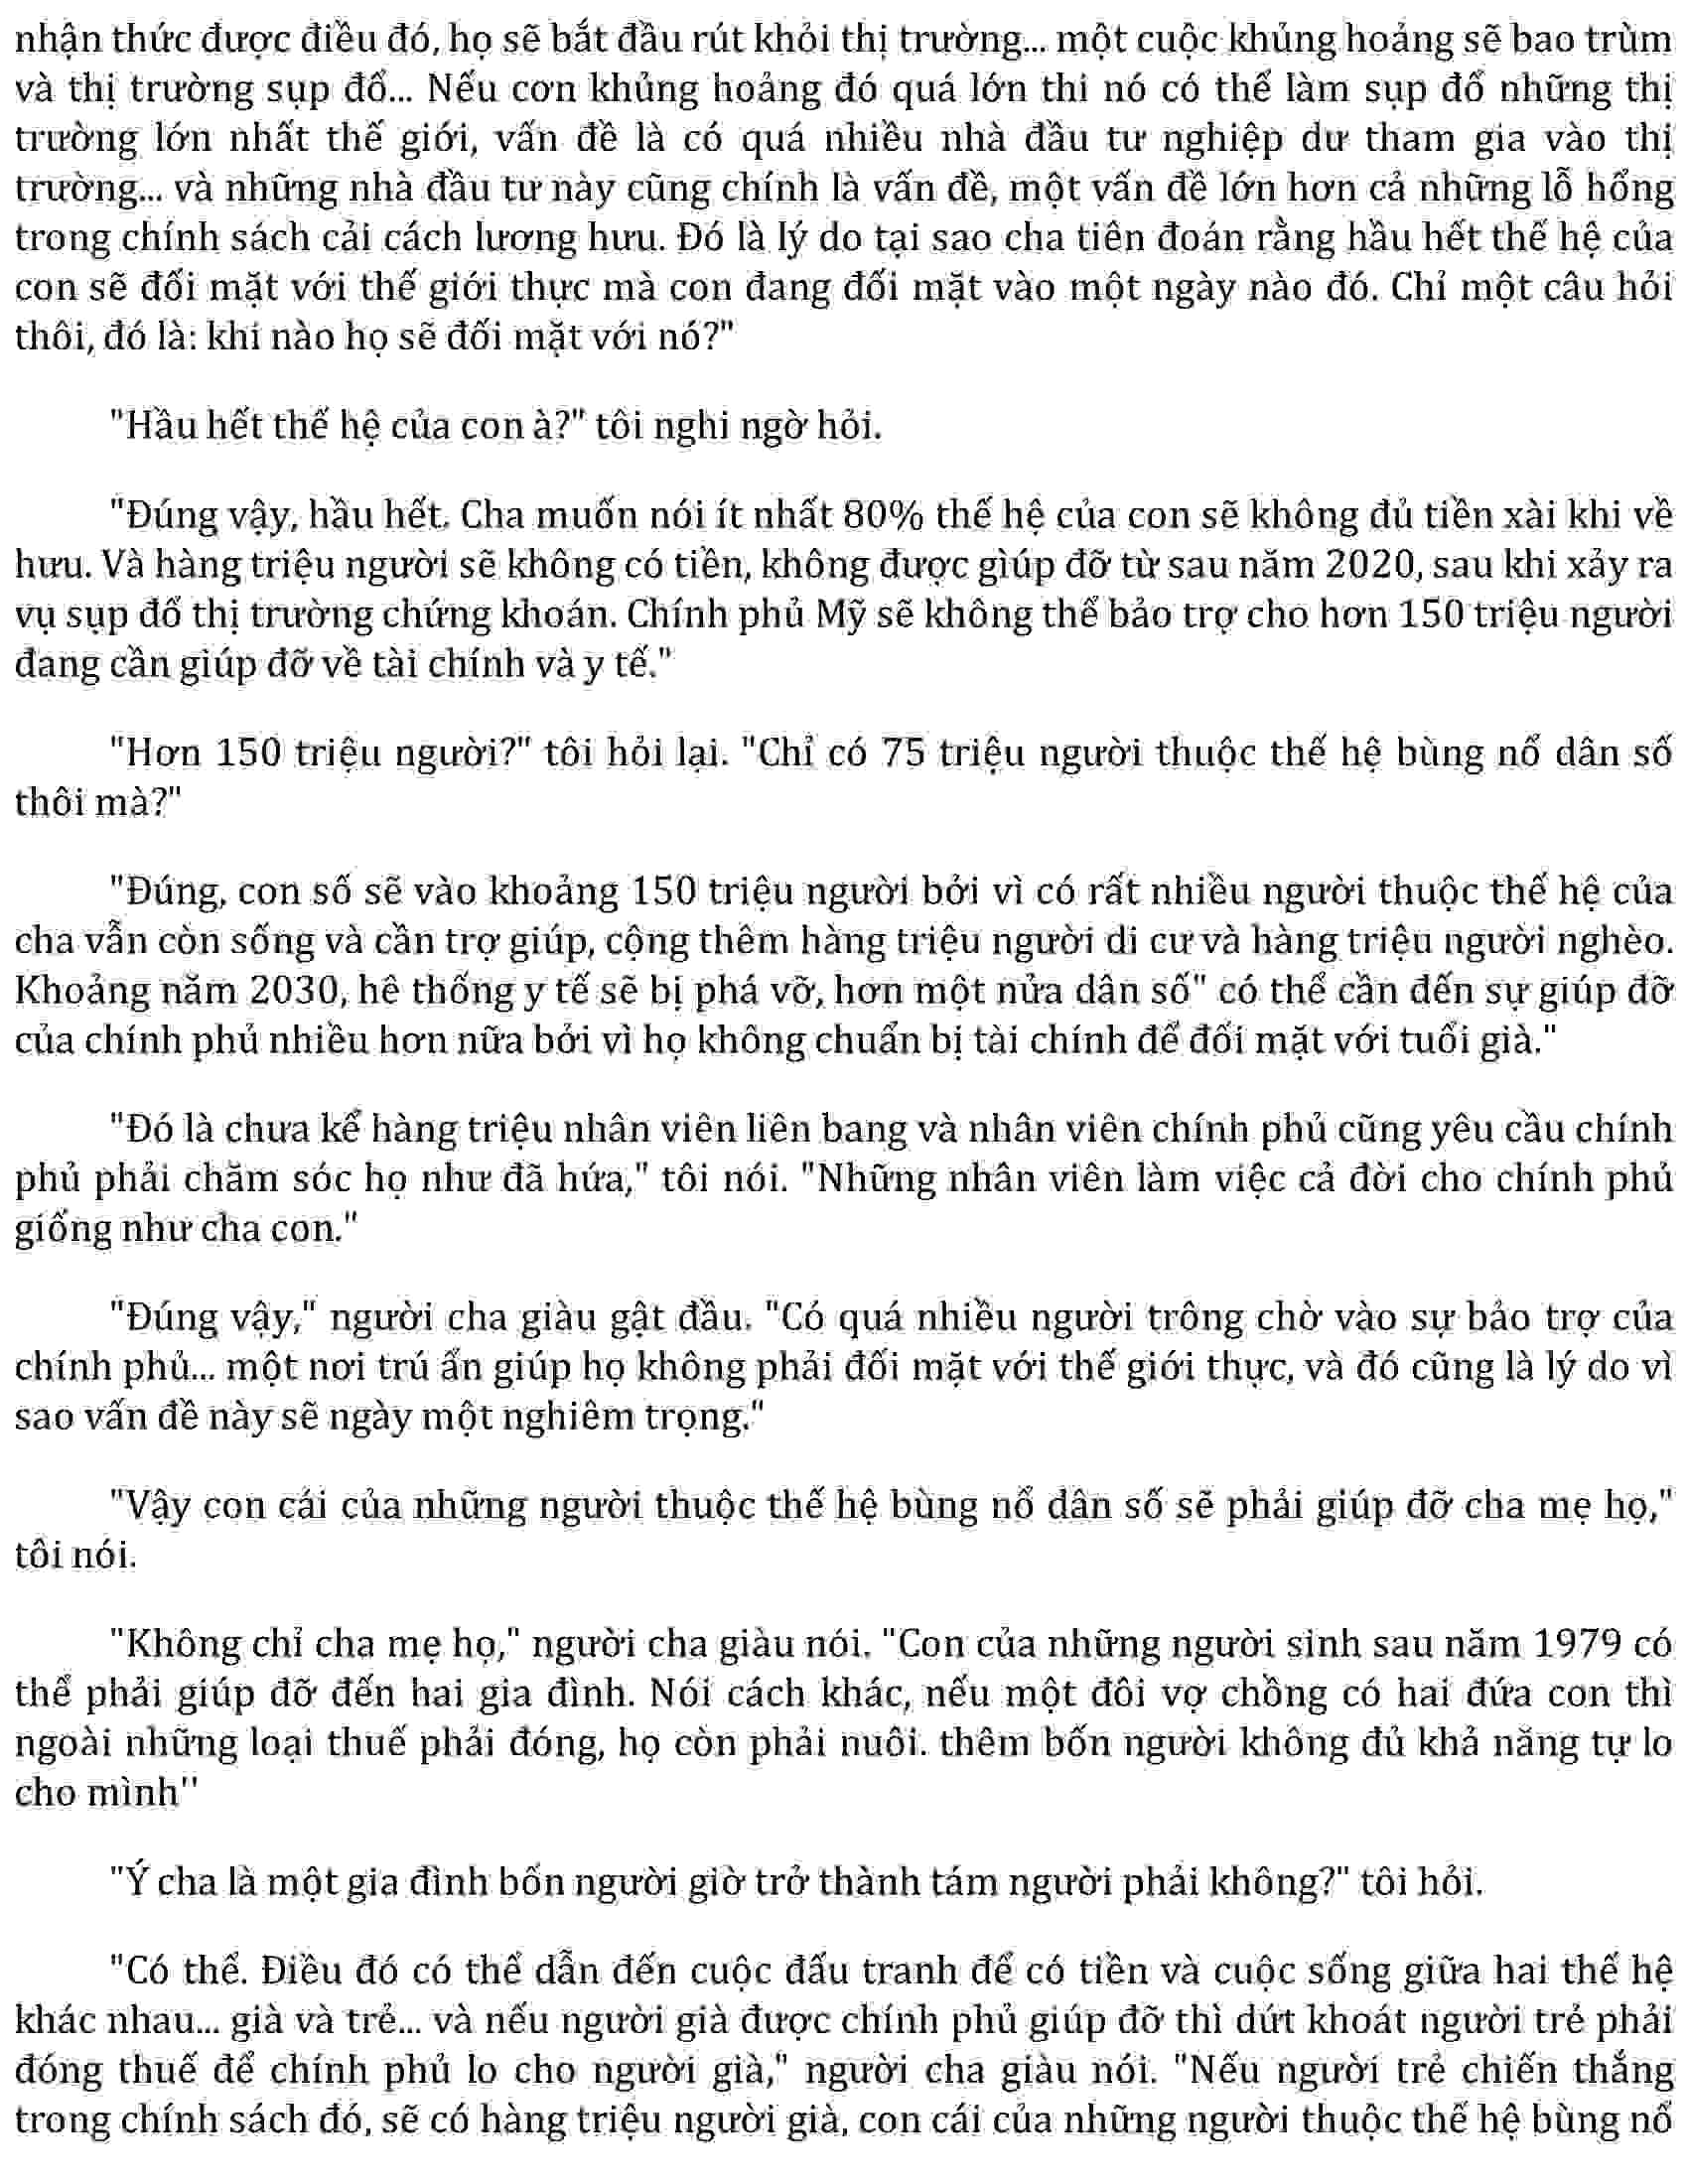 nhận thức được điều đó, họ sẽ bắt đầu rút khỏi thị trường... một cuộc khủng hoảng sẽ bao trùm
và thị trường sụp đổ... Nếu cơn khủng hoảng đó quá lớn thi nó có thể làm sụp đổ những thị
trường lớn nhất thế giới, vấn đề là có quá nhiều nhà đầu tư nghiệp dư tham gia vào thị
trường... và những nhà đầu tư này cũng chính là vấn đề, một vấn đề lớn hơn cả những lỗ hổng
trong chính sách cải cách lương hưu. Đó là lý do tại sao cha tiên đoán rằng hầu hết thế hệ của
con sẽ đối mặt với thế giới thực mà con đang đối mặt vào một ngày nào đó. Chỉ một câu hỏi
thôi, đó là: khi nào họ sẽ đối mặt với nó?"
"Hầu hết thế hệ của con à?" tôi nghi ngờ hỏi.
"Đúng vậy, hầu hết. Cha muốn nói ít nhất 80% thế hệ của con sẽ không đủ tiền xài khi về
hưu. Và hàng triệu người sẽ không có tiền, không được giúp đỡ từ sau năm 2020, sau khi xảy ra
vụ sụp đổ thị trường chứng khoán. Chính phủ Mỹ sẽ không thể bảo trợ cho hơn 150 triệu người
đang cần giúp đỡ về tài chính và y tế."
"Hơn 150 triệu người?" tôi hỏi lại. "Chỉ có 75 triệu người thuộc thế hệ bùng nổ dân số
thôi mà?"
"Đúng, con số sẽ vào khoảng 150 triệu người bởi vì có rất nhiều người thuộc thế hệ của
cha vẫn còn sống và cần trợ giúp, cộng thêm hàng triệu người di cư và hàng triệu người nghèo.
Khoảng năm 2030, hê thống y tế sẽ bị phá vỡ, hơn một nửa dân số" có thể cần đến sự giúp đỡ
của chính phủ nhiều hơn nữa bởi vì họ không chuẩn bị tài chính để đối mặt với tuổi già."
"Đó là chưa kể hàng triệu nhân viên liên bang và nhân viên chính phủ cũng yêu cầu chính
phủ phải chăm sóc họ như đã hứa," tôi nói. "Những nhân viên làm việc cả đời cho chính phủ
giống như cha con."
"Đúng vậy," người cha giàu gật đầu. "Có quá nhiều người trông chờ vào sự bảo trợ của
chính phủ... một nơi trú ẩn giúp họ không phải đối mặt với thế giới thực, và đó cũng là lý do vì
sao vấn đề này sẽ ngày một nghiêm trọng."
"Vậy con cái của những người thuộc thế hệ bùng nổ dân số sẽ phải giúp đỡ cha mẹ họ,"
tôi nói.
"Không chỉ cha mẹ họ," người cha giàu nói. "Con của những người sinh sau năm 1979 có
thể phải giúp đỡ đến hai gia đình. Nói cách khác, nếu một đôi vợ chồng có hai đứa con thì
ngoài những loại thuế phải đóng, họ còn phải nuôi. thêm bốn người không đủ khả năng tự lo
cho mình''
"Ý cha là một gia đình bốn người giờ trở thành tám người phải không?" tôi hỏi.
"Có thể. Điều đó có thể dẫn đến cuộc đấu tranh để có tiền và cuộc sống giữa hai thế hệ
khác nhau... già và trẻ... và nếu người già được chính phủ giúp đỡ thì dứt khoát người trẻ phải
đóng thuế để chính phủ lo cho người già," người cha giàu nói. "Nếu người trẻ chiến thắng
trong chính sách đó, sẽ có hàng triệu người già, con cái của những người thuộc thế hệ bùng nổ